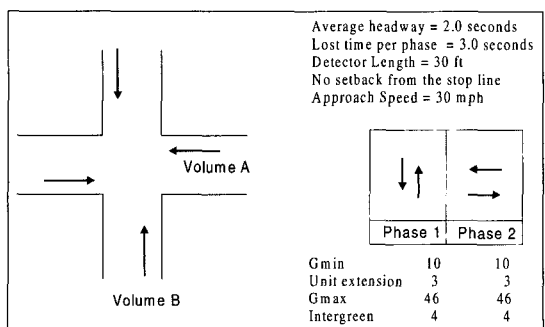 Average headway = 2.0 seconds
Lost time per phase = 3.0 seconds
Detector Length = 30 ft
No setback from the stop line
Approach Speed = 30 mph
Volume A
Volume B
Phase 1 Phase 2
Gmin 10 10
Unit extension 3 3
Gmax 46 46
Intergreen 4 4